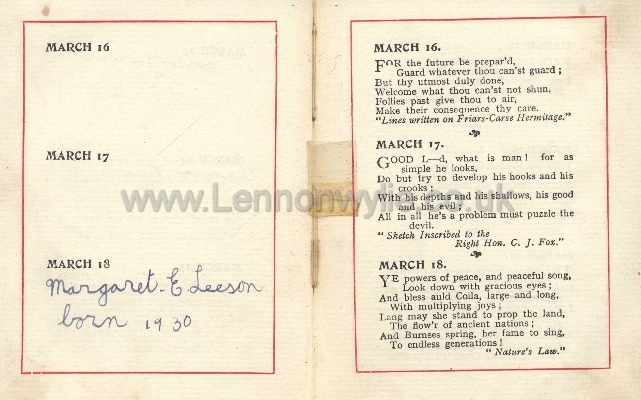 MARCH 16
MARCH 17
MARCH 18
Margaret. E Leeson
born 1930
MARCH 16.
FOR the future be prepar'd,
Guard whatever thou can'st guard;
But thy utmost duly done,
Welcome what thou can'st not shun.
Follies past give thou to air,
Make their consequence thy care.
"Lines written on Friars-Carse Hermitage."
MARCH 17.
GOOD L—d, what is man! for as
simple he looks,
Do but try to develop his hooks and his
crooks;
With his depths and his shadows, his good
and his evil;
All in all he's a problem must puzzle the
devil.
"Sketch Inscribed to the
Right Hon. C. J. Fox."
MARCH 18.
YE powers of peace, and peaceful song,
Look down with gracious eyes;
And bless auld Coila, large and long,
With multiplying joys;
Lang may she stand to prop the land,
The flow'r of ancient nations;
And Burnses spring, her fame to sing,
To endless generations!
"Nature's Law."
www.Lennonwylie.co.uk